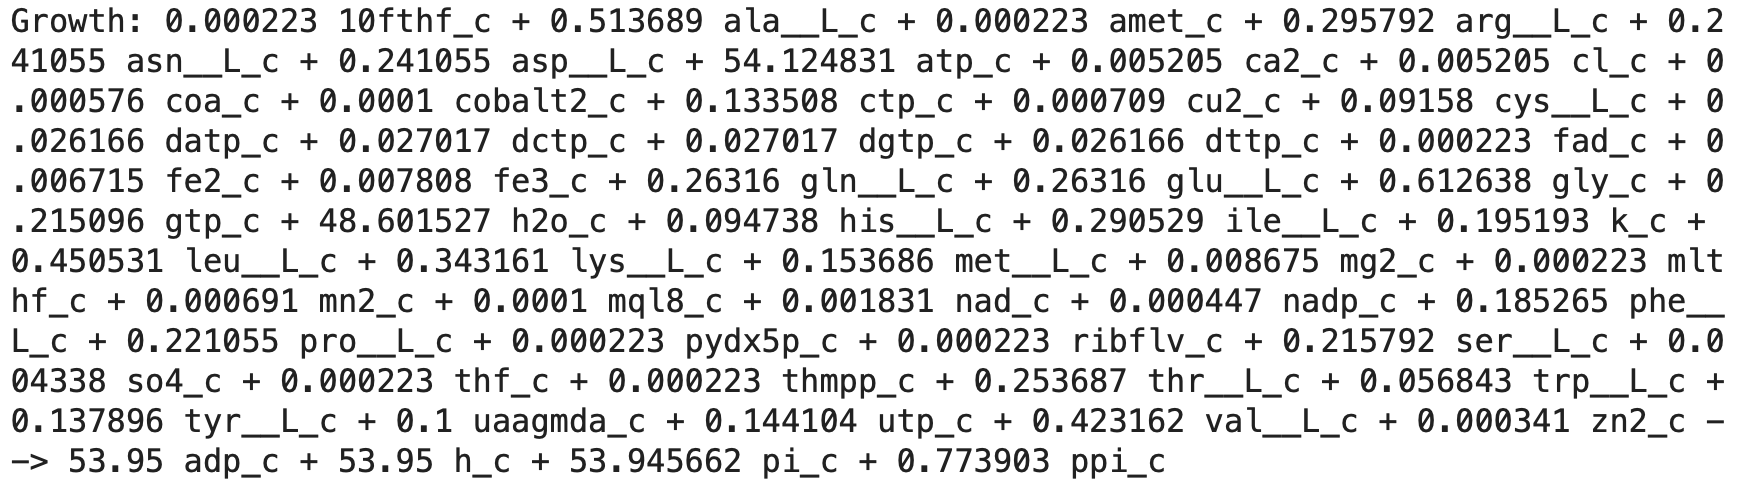 Growth: 0.000223 10fthf_c + 0.513689 ala__L_c + 0.000223 amet_c + 0.295792 arg__L_c + 0.2
41055 asn__L_c + 0.241055 asp__L_c + 54.124831 atp_c + 0.005205 ca2_c + 0.005205 cl_c + 0
.000576 coa_c + 0.0001 cobalt2_c + 0.133508 ctp_c + 0.000709 cu2_c + 0.09158 cys__L_c + 0
.026166 datp_c + 0.027017 dctp_c + 0.027017 dgtp_c + 0.026166 dttp_c + 0.000223 fad_c + 0
.006715 fe2_c + 0.007808 fe3_c + 0.26316 gln__L_c + 0.26316 glu__L_c + 0.612638 gly_c + 0
.215096 gtp_c + 48.601527 h2o_c + 0.094738 his__L_c + 0.290529 ile__L_c + 0.195193 k_c +
0.450531 leu__L_c + 0.343161 lys__L_c + 0.153686 met__L_c + 0.008675 mg2_c + 0.000223 mlt
hf_c + 0.000691 mn2_c + 0.0001 mql8_c + 0.001831 nad_c + 0.000447 nadp_c + 0.185265 phe__
L_c + 0.221055 pro__L_c + 0.000223 pydx5p_c + 0.000223 ribflv_c + 0.215792 ser__L_c + 0.0
04338 so4_c + 0.000223 thf_c + 0.000223 thmpp_c + 0.253687 thr__L_c + 0.056843 trp__L_c +
0.137896 tyr__L_c + 0.1 uaagmda_c + 0.144104 utp_c + 0.423162 val__L_c + 0.000341 zn2_c -
-> 53.95 adp_c + 53.95 h_c + 53.945662 pi_c + 0.773903 ppi_c